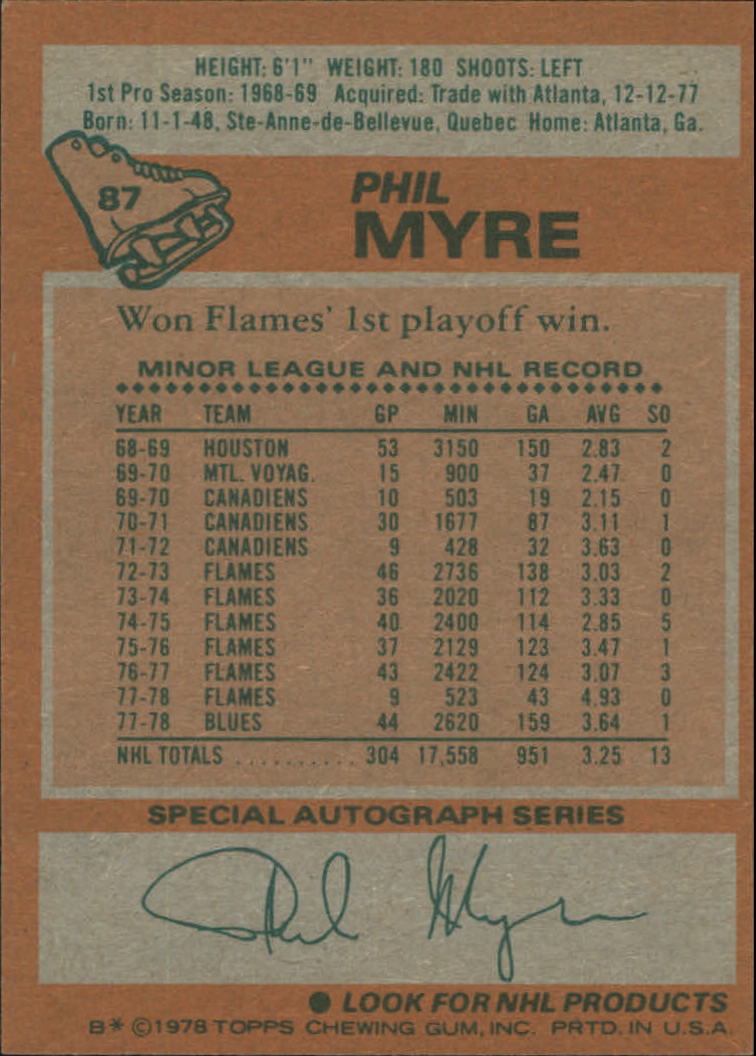 HEIGHT: 6'1" WEIGHT: 180 SHOOTS: LEFT
1st Pro Season: 1968-69 Acquired: Trade with Atlanta, 12-12-77
Born: 11-1-48, Ste-Anne-de-Bellevue, Quebec Home: Atlanta, Ga.
87
PHIL
MYRE
Won Flames' 1st playoff win.
MINOR LEAGUE AND NHL RECORD
YEAR TEAM GP MIN GA AVG SO
68-69 HOUSTON 53 3150 150 2.83 2
69-70 MTL. VOYAG. 15 900 37 2.47 0
69-70 CANADIENS 10 503 19 2.15 0
70-71 CANADIENS 30 1677 87 3.11 1
71-72 CANADIENS 9 428 32 3.63 0
72-73 FLAMES 46 2736 138 3.03 2
73-74 FLAMES 36 2020 112 3.33 0
74-75 FLAMES 40 2400 114 2.85 5
75-76 FLAMES 37 2129 123 3.47 1
76-77 FLAMES 43 2422 124 3.07 3
77-78 FLAMES 9 523 43 4.93 0
77-78 BLUES 44 2620 159 3.64 1
NHL TOTALS .......... 304 17,558 951 3.25 13
SPECIAL AUTOGRAPH SERIES
Phil Myre
● LOOK FOR NHL PRODUCTS
B* ©1978 TOPPS CHEWING GUM, INC. PRTD. IN U.S.A.